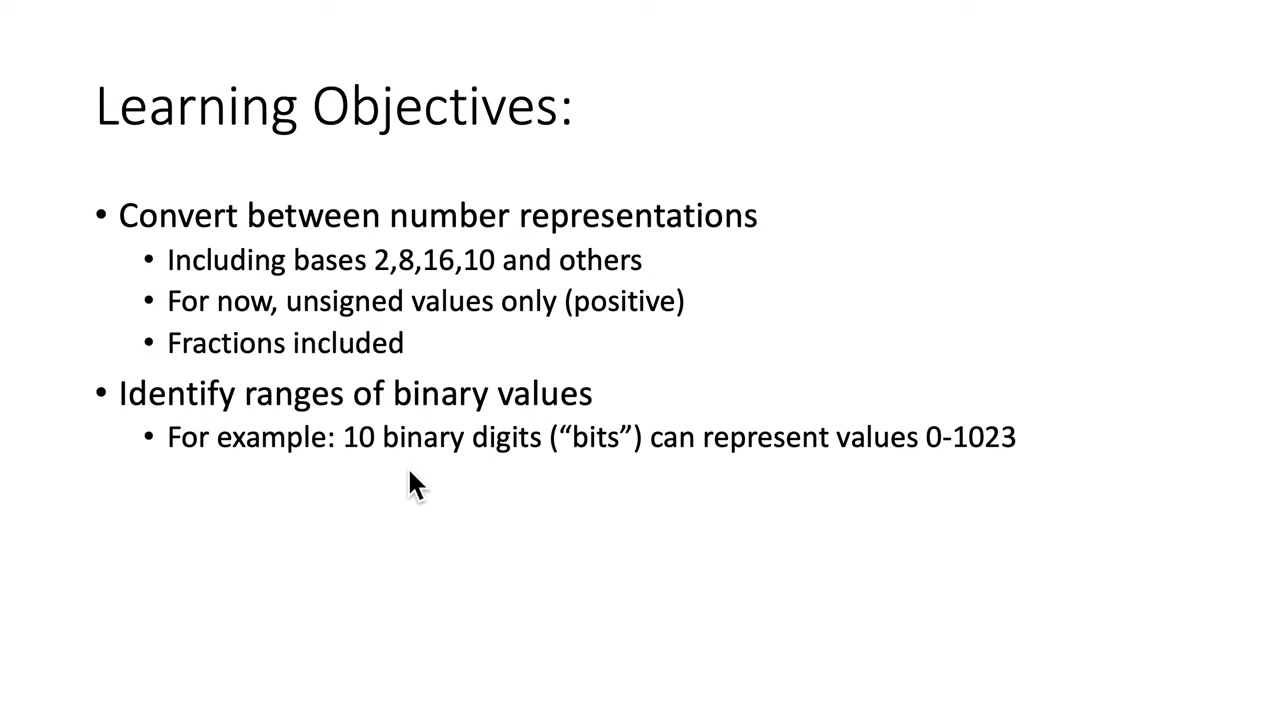 Learning Objectives:
• Convert between number representations
• Including bases 2,8,16,10 and others
• For now, unsigned values only (positive)
• Fractions included
• Identify ranges of binary values
• For example: 10 binary digits (“bits”) can represent values 0-1023